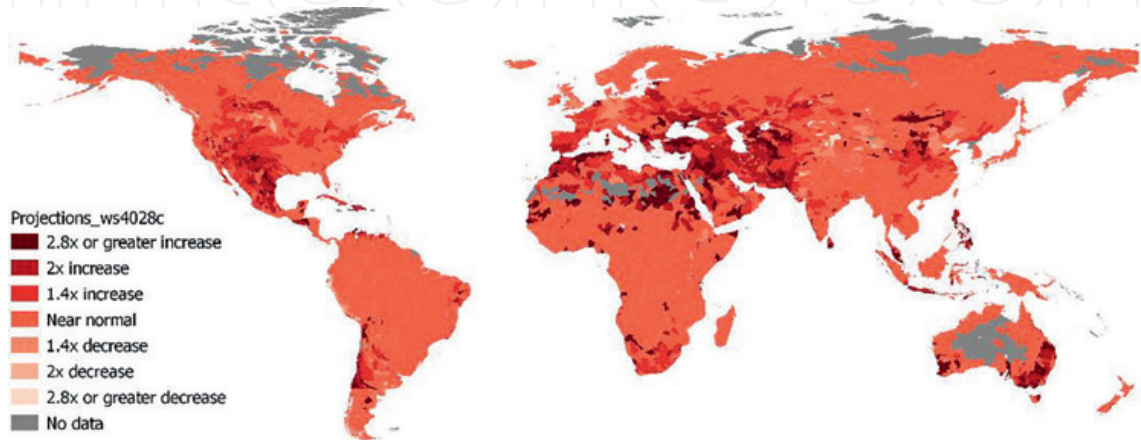 Projections_ws4028c
2.8x or greater increase
2x increase
1.4x increase
Near normal
1.4x decrease
2x decrease
2.8x or greater decrease
No data